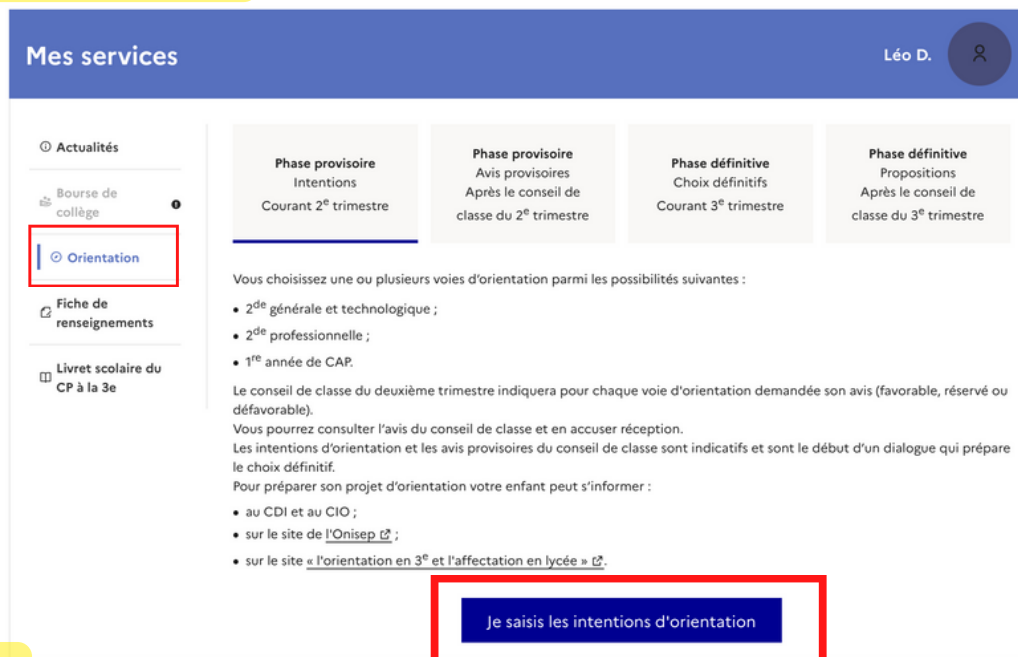 Mes services
Léo D.
Actualités
Bourse de
collège
Orientation
Fiche de
renseignements
Livret scolaire du
CP à la 3e
Phase provisoire
Intentions
Courant 2e trimestre
Phase provisoire
Avis provisoires
Après le conseil de
classe du 2e trimestre
Phase définitive
Choix définitifs
Courant 3e trimestre
Phase définitive
Propositions
Après le conseil de
classe du 3e trimestre
Vous choisissez une ou plusieurs voies d'orientation parmi les possibilités suivantes :
• 2de générale et technologique ;
• 2de professionnelle ;
• 1re année de CAP.
Le conseil de classe du deuxième trimestre indiquera pour chaque voie d'orientation demandée son avis (favorable, réservé ou
défavorable).
Vous pourrez consulter l'avis du conseil de classe et en accuser réception.
Les intentions d'orientation et les avis provisoires du conseil de classe sont indicatifs et sont le début d'un dialogue qui prépare
le choix définitif.
Pour préparer son projet d'orientation votre enfant peut s'informer :
• au CDI et au CIO ;
• sur le site de l'Onisep ;
• sur le site « l'orientation en 3e et l'affectation en lycée ».
Je saisis les intentions d'orientation